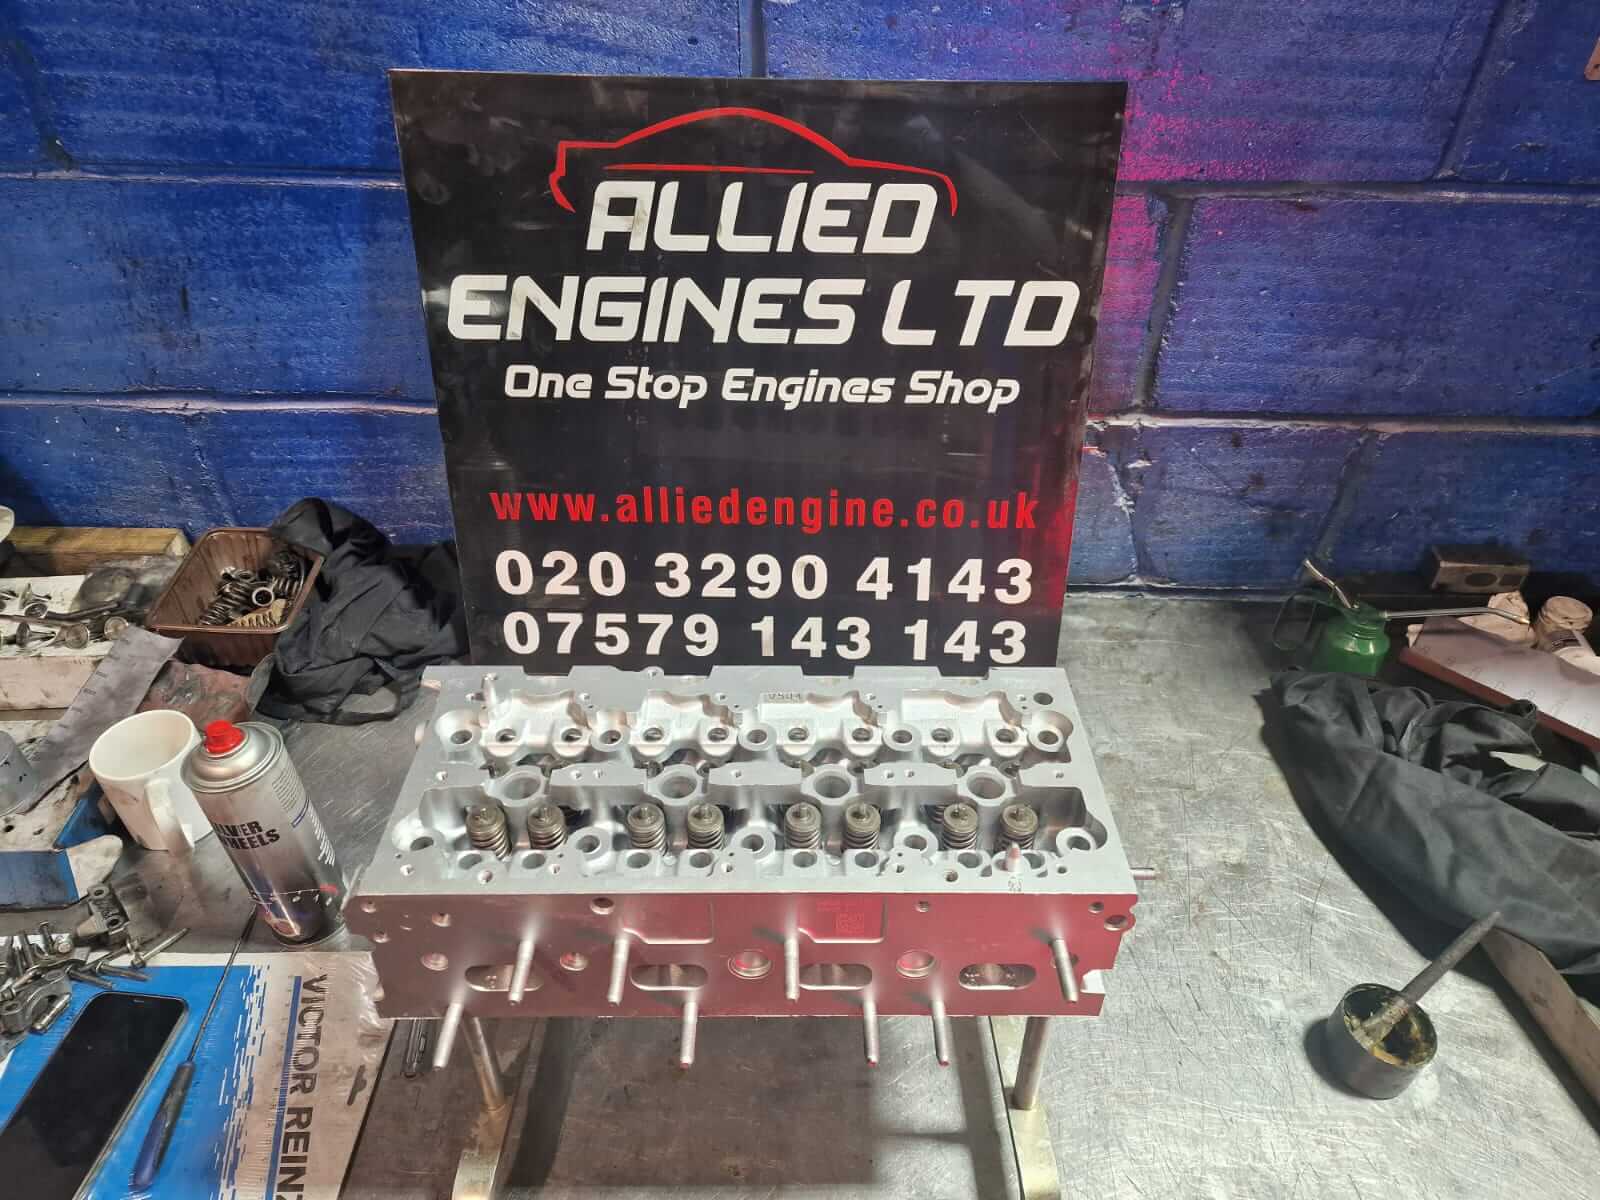 ALLIED
ENGINES LTD
One Stop Engines Shop
www.alliedengine.co.uk
020 3290 4143
07579 143 143
WHEELS
VICTOR REINZ